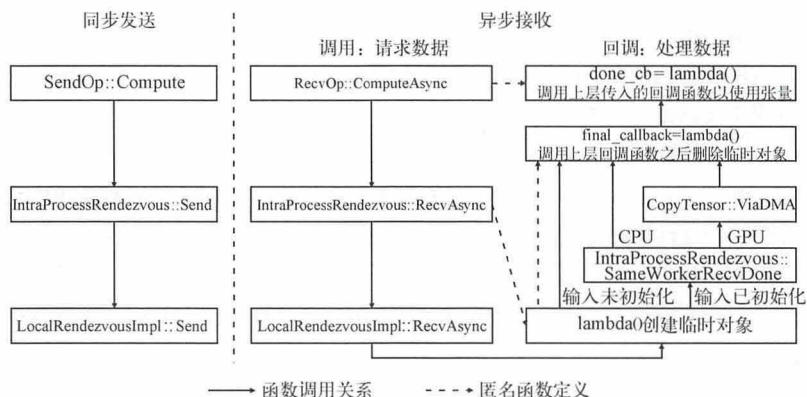 同步发送
异步接收
调用：请求数据
回调：处理数据
SendOp::Compute
RecvOp::ComputeAsync
done_cb= lambda()
调用上层传入的回调函数以使用张量
final_callback=lambda()
调用上层回调函数之后删除临时对象
IntraProcessRendezvous::Send
IntraProcessRendezvous::RecvAsync
CopyTensor::ViaDMA
CPU
GPU
IntraProcessRendezvous::
SameWorkerRecvDone
输入未初始化
输入已初始化
LocalRendezvousImpl::Send
LocalRendezvousImpl::RecvAsync
lambda()创建临时对象
函数调用关系
匿名函数定义